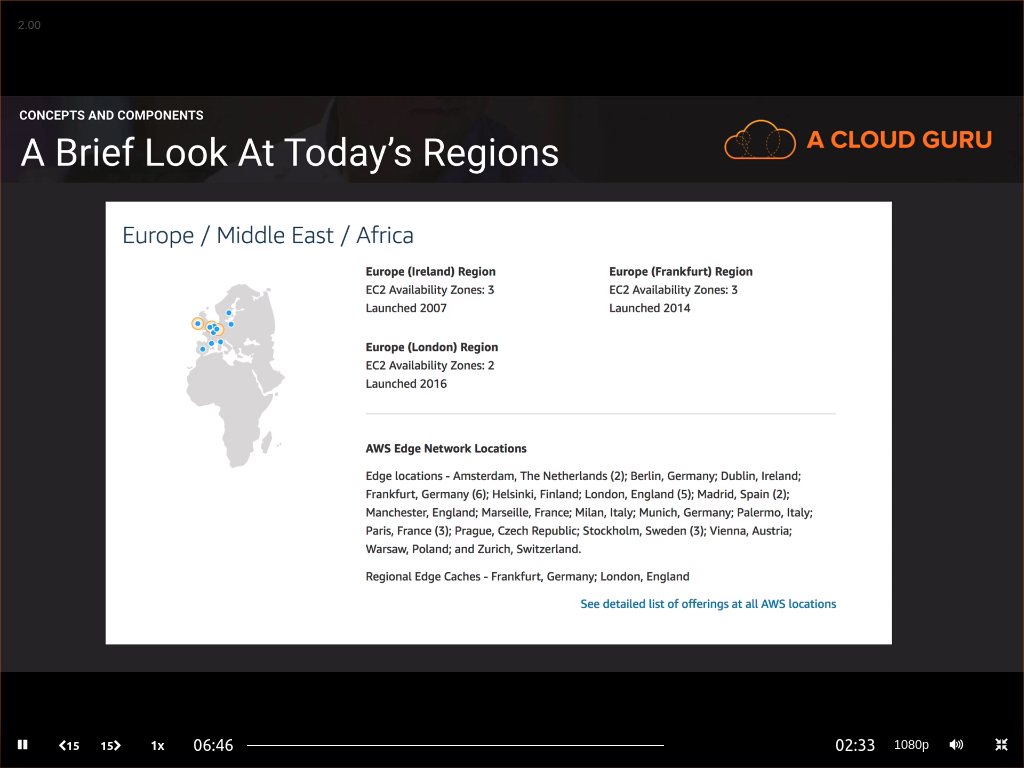 2.00
CONCEPTS AND COMPONENTS
A Brief Look At Today’s Regions
A CLOUD GURU
Europe / Middle East / Africa
Europe (Ireland) Region
EC2 Availability Zones: 3
Launched 2007
Europe (Frankfurt) Region
EC2 Availability Zones: 3
Launched 2014
Europe (London) Region
EC2 Availability Zones: 2
Launched 2016
AWS Edge Network Locations
Edge locations - Amsterdam, The Netherlands (2); Berlin, Germany; Dublin, Ireland;
Frankfurt, Germany (6); Helsinki, Finland; London, England (5); Madrid, Spain (2);
Manchester, England; Marseille, France; Milan, Italy; Munich, Germany; Palermo, Italy;
Paris, France (3); Prague, Czech Republic; Stockholm, Sweden (3); Vienna, Austria;
Warsaw, Poland; and Zurich, Switzerland.
Regional Edge Caches - Frankfurt, Germany; London, England
See detailed list of offerings at all AWS locations
15 15 1x 06:46 02:33 1080p